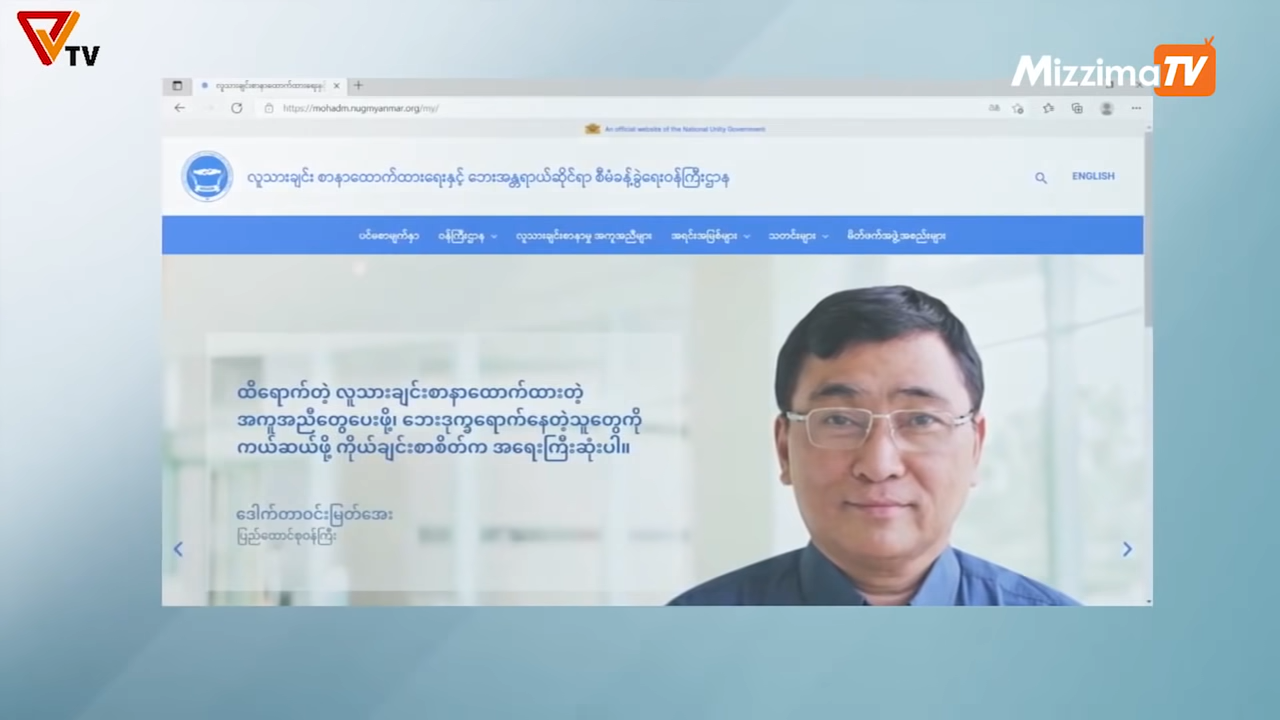 TV
MizzimaTV
https://mohadm.nugmyanmar.org/my/
An official website of the National Unity Government
လူသားချင်း စာနာထောက်ထားရေးနှင့် ဘေးအန္တရာယ်ဆိုင်ရာ စီမံခန့်ခွဲရေးဝန်ကြီးဌာန
ENGLISH
ပင်မစာမျက်နှာ ဝန်ကြီးဌာန လူသားချင်းစာနာမှု အကူအညီများ အရင်းအမြစ်များ သတင်းများ မိတ်ဖက်အဖွဲ့အစည်းများ
ထိရောက်တဲ့ လူသားချင်းစာနာထောက်ထားတဲ့
အကူအညီတွေပေးဖို့၊ ဘေးဒုက္ခရောက်နေတဲ့သူတွေကို
ကယ်ဆယ်ဖို့ ကိုယ်ချင်းစာစိတ်က အရေးကြီးဆုံးပါ။
ဒေါက်တာဝင်းမြတ်အေး
ပြည်ထောင်စုဝန်ကြီး